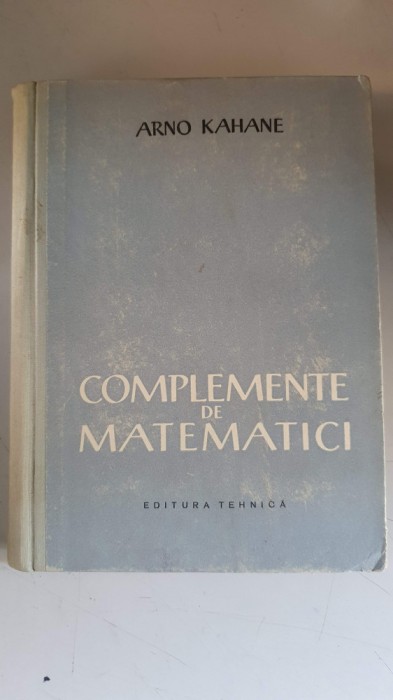 ARNO KAHANE
COMPLEMENTE
DE
MATEMATICI
EDITURA TEHNICĂ